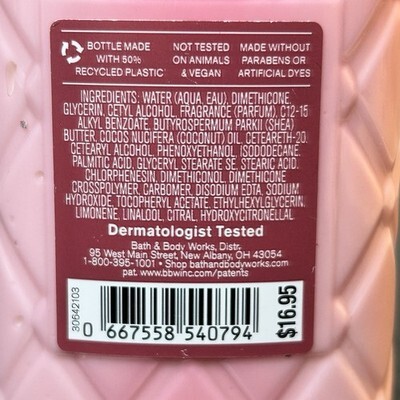 BOTTLE MADE WITH 50% RECYCLED PLASTIC
NOT TESTED ON ANIMALS & VEGAN
MADE WITHOUT PARABENS OR ARTIFICIAL DYES
INGREDIENTS: WATER (AQUA, EAU), DIMETHICONE,
GLYCERIN, CETYL ALCOHOL, FRAGRANCE (PARFUM), C12-15
ALKYL BENZOATE, BUTYROSPERMUM PARKII (SHEA)
BUTTER, COCOS NUCIFERA (COCONUT) OIL, CETEARETH-20,
CETEARYL ALCOHOL, PHENOXYETHANOL, ISODODECANE,
PALMITIC ACID, GLYCERYL STEARATE SE, STEARIC ACID,
CHLORPHENESIN, DIMETHICONOL, DIMETHICONE
CROSSPOLYMER, CARBOMER, DISODIUM EDTA, SODIUM
HYDROXIDE, TOCOPHERYL ACETATE, ETHYLHEXYLGLYCERIN,
LIMONENE, LINALOOL, CITRAL, HYDROXYCITRONELLAL
Dermatologist Tested
Bath & Body Works, Distr.
95 West Main Street, New Albany, OH 43054
1-800-395-1001 • Shop bathandbodyworks.com
pat. www.bbwinc.com/patents
30642103
0 667558 540794
$16.95